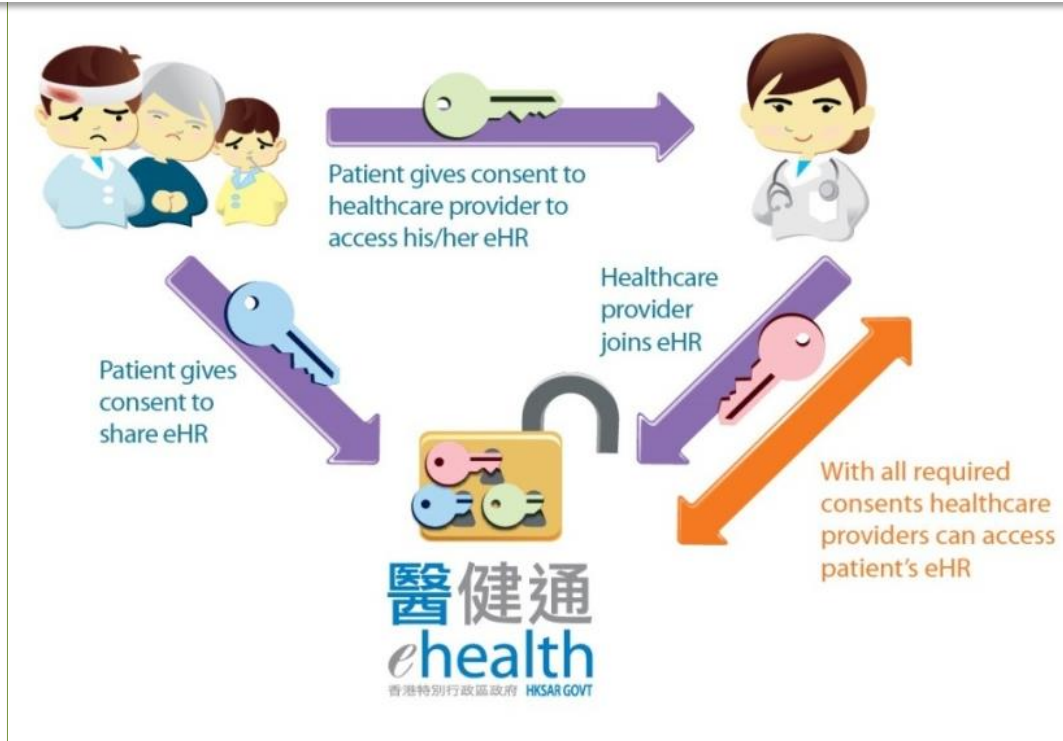 Patient gives consent to
healthcare provider to
access his/her eHR
Healthcare
provider
joins eHR
Patient gives
consent to
share eHR
With all required
consents healthcare
providers can access
patient's eHR
醫健通
ehealth
香港特別行政區政府 HKSAR GOVT